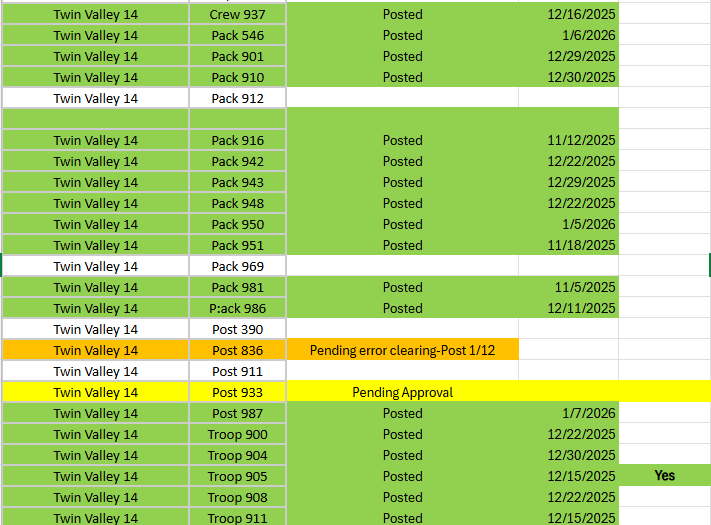 Twin Valley 14 Crew 937 Posted 12/16/2025
Twin Valley 14 Pack 546 Posted 1/6/2026
Twin Valley 14 Pack 901 Posted 12/29/2025
Twin Valley 14 Pack 910 Posted 12/30/2025
Twin Valley 14 Pack 912
Twin Valley 14 Pack 916 Posted 11/12/2025
Twin Valley 14 Pack 942 Posted 12/22/2025
Twin Valley 14 Pack 943 Posted 12/29/2025
Twin Valley 14 Pack 948 Posted 12/22/2025
Twin Valley 14 Pack 950 Posted 1/5/2026
Twin Valley 14 Pack 951 Posted 11/18/2025
Twin Valley 14 Pack 969
Twin Valley 14 Pack 981 Posted 11/5/2025
Twin Valley 14 P:ack 986 Posted 12/11/2025
Twin Valley 14 Post 390
Twin Valley 14 Post 836 Pending error clearing-Post 1/12
Twin Valley 14 Post 911
Twin Valley 14 Post 933 Pending Approval
Twin Valley 14 Post 987 Posted 1/7/2026
Twin Valley 14 Troop 900 Posted 12/22/2025
Twin Valley 14 Troop 904 Posted 12/30/2025
Twin Valley 14 Troop 905 Posted 12/15/2025 Yes
Twin Valley 14 Troop 908 Posted 12/22/2025
Twin Valley 14 Troop 911 Posted 12/15/2025